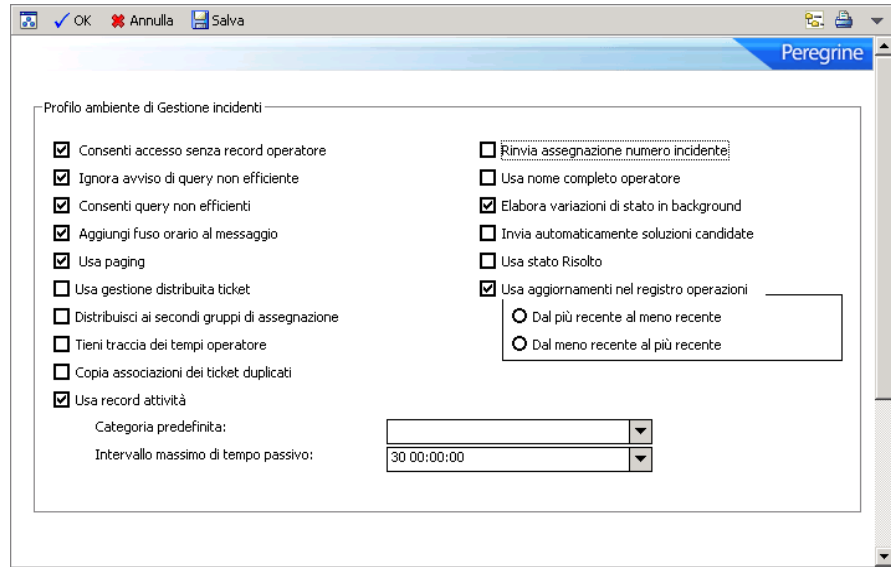 OK Annulla Salva
Peregrine
Profilo ambiente di Gestione incidenti
Consenti accesso senza record operatore
Ignora avviso di query non efficiente
Consenti query non efficienti
Aggiungi fuso orario al messaggio
Usa paging
Usa gestione distribuita ticket
Distribuisci ai secondi gruppi di assegnazione
Tieni traccia dei tempi operatore
Copia associazioni dei ticket duplicati
Usa record attività
Categoria predefinita:
Intervallo massimo di tempo passivo: 30 00:00:00
Rinvia assegnazione numero incidente
Usa nome completo operatore
Elabora variazioni di stato in background
Invia automaticamente soluzioni candidate
Usa stato Risolto
Usa aggiornamenti nel registro operazioni
Dal più recente al meno recente
Dal meno recente al più recente